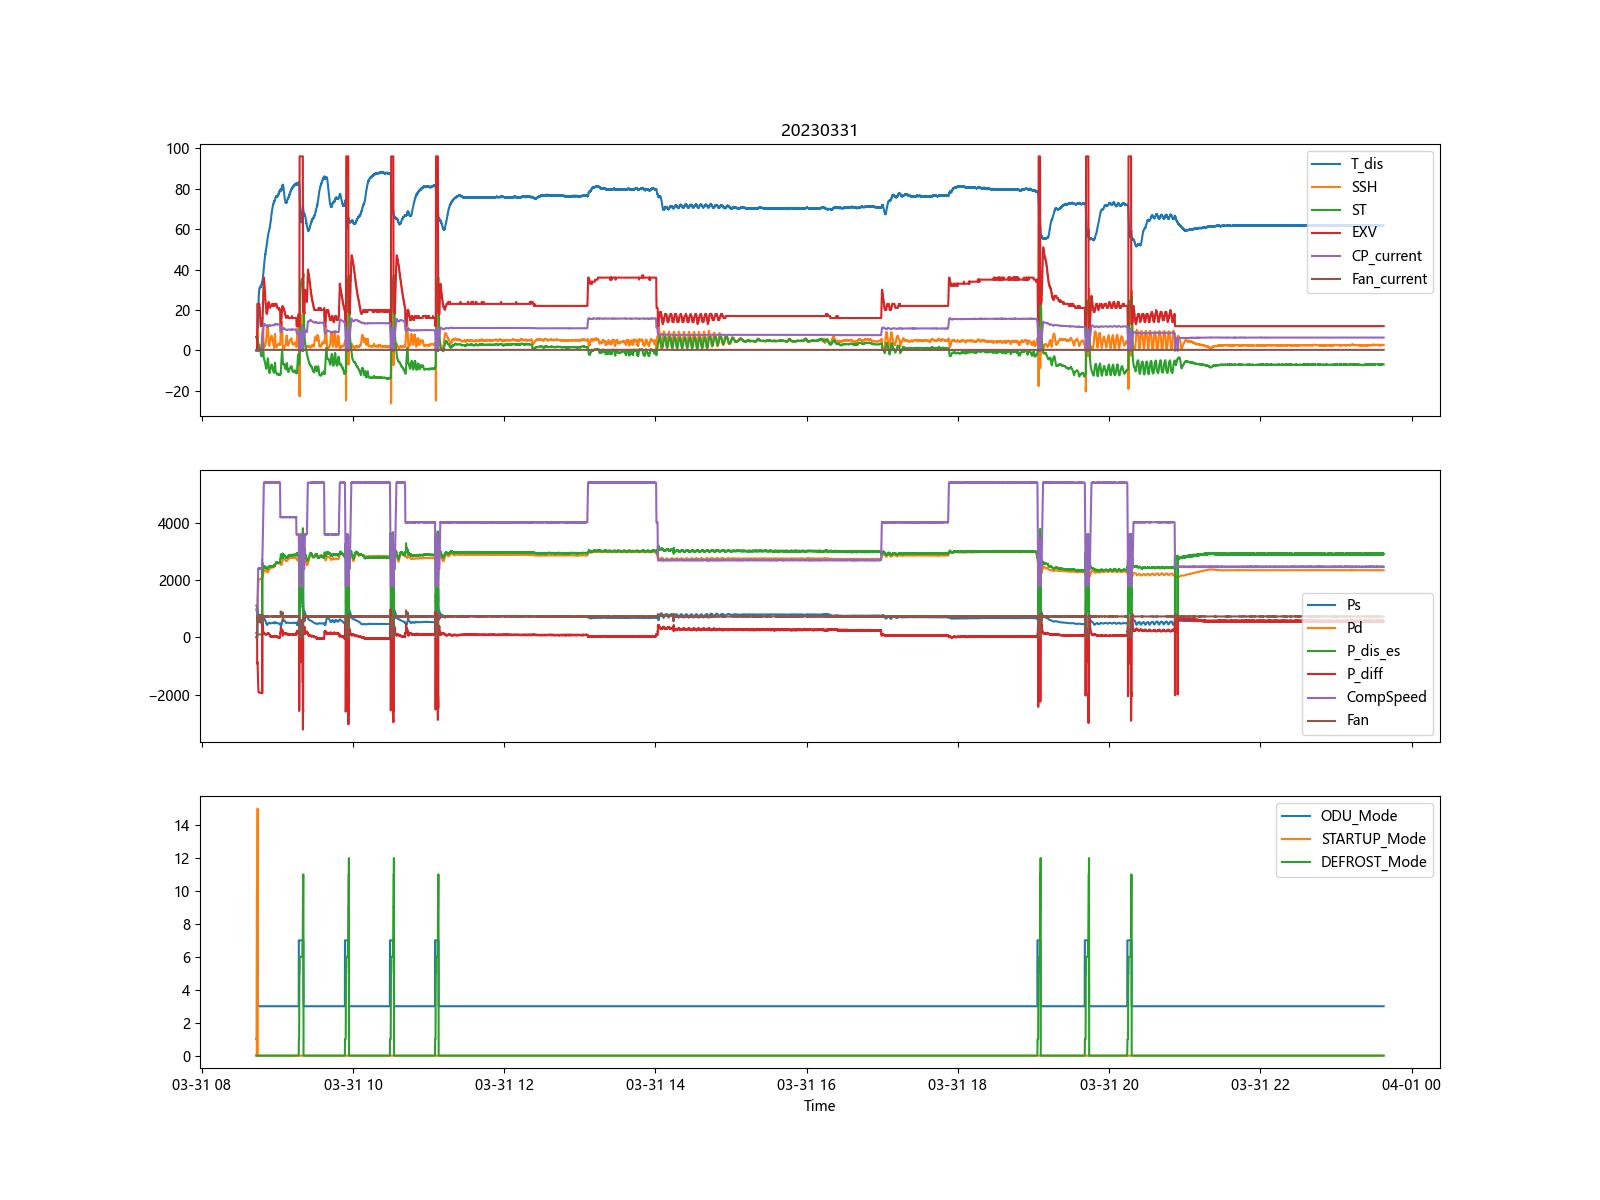 20230331
100
80
60
40
20
0
−20
T_dis
SSH
ST
EXV
CP_current
Fan_current
4000
2000
0
−2000
Ps
Pd
P_dis_es
P_diff
CompSpeed
Fan
14
12
10
8
6
4
2
0
ODU_Mode
STARTUP_Mode
DEFROST_Mode
03-31 08 03-31 10 03-31 12 03-31 14 03-31 16 03-31 18 03-31 20 03-31 22 04-01 00
Time